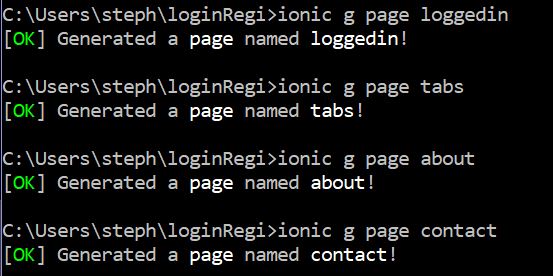 C:\Users\steph\loginRegi>ionic g page loggedin
[OK] Generated a page named loggedin!
C:\Users\steph\loginRegi>ionic g page tabs
[OK] Generated a page named tabs!
C:\Users\steph\loginRegi>ionic g page about
[OK] Generated a page named about!
C:\Users\steph\loginRegi>ionic g page contact
[OK] Generated a page named contact!